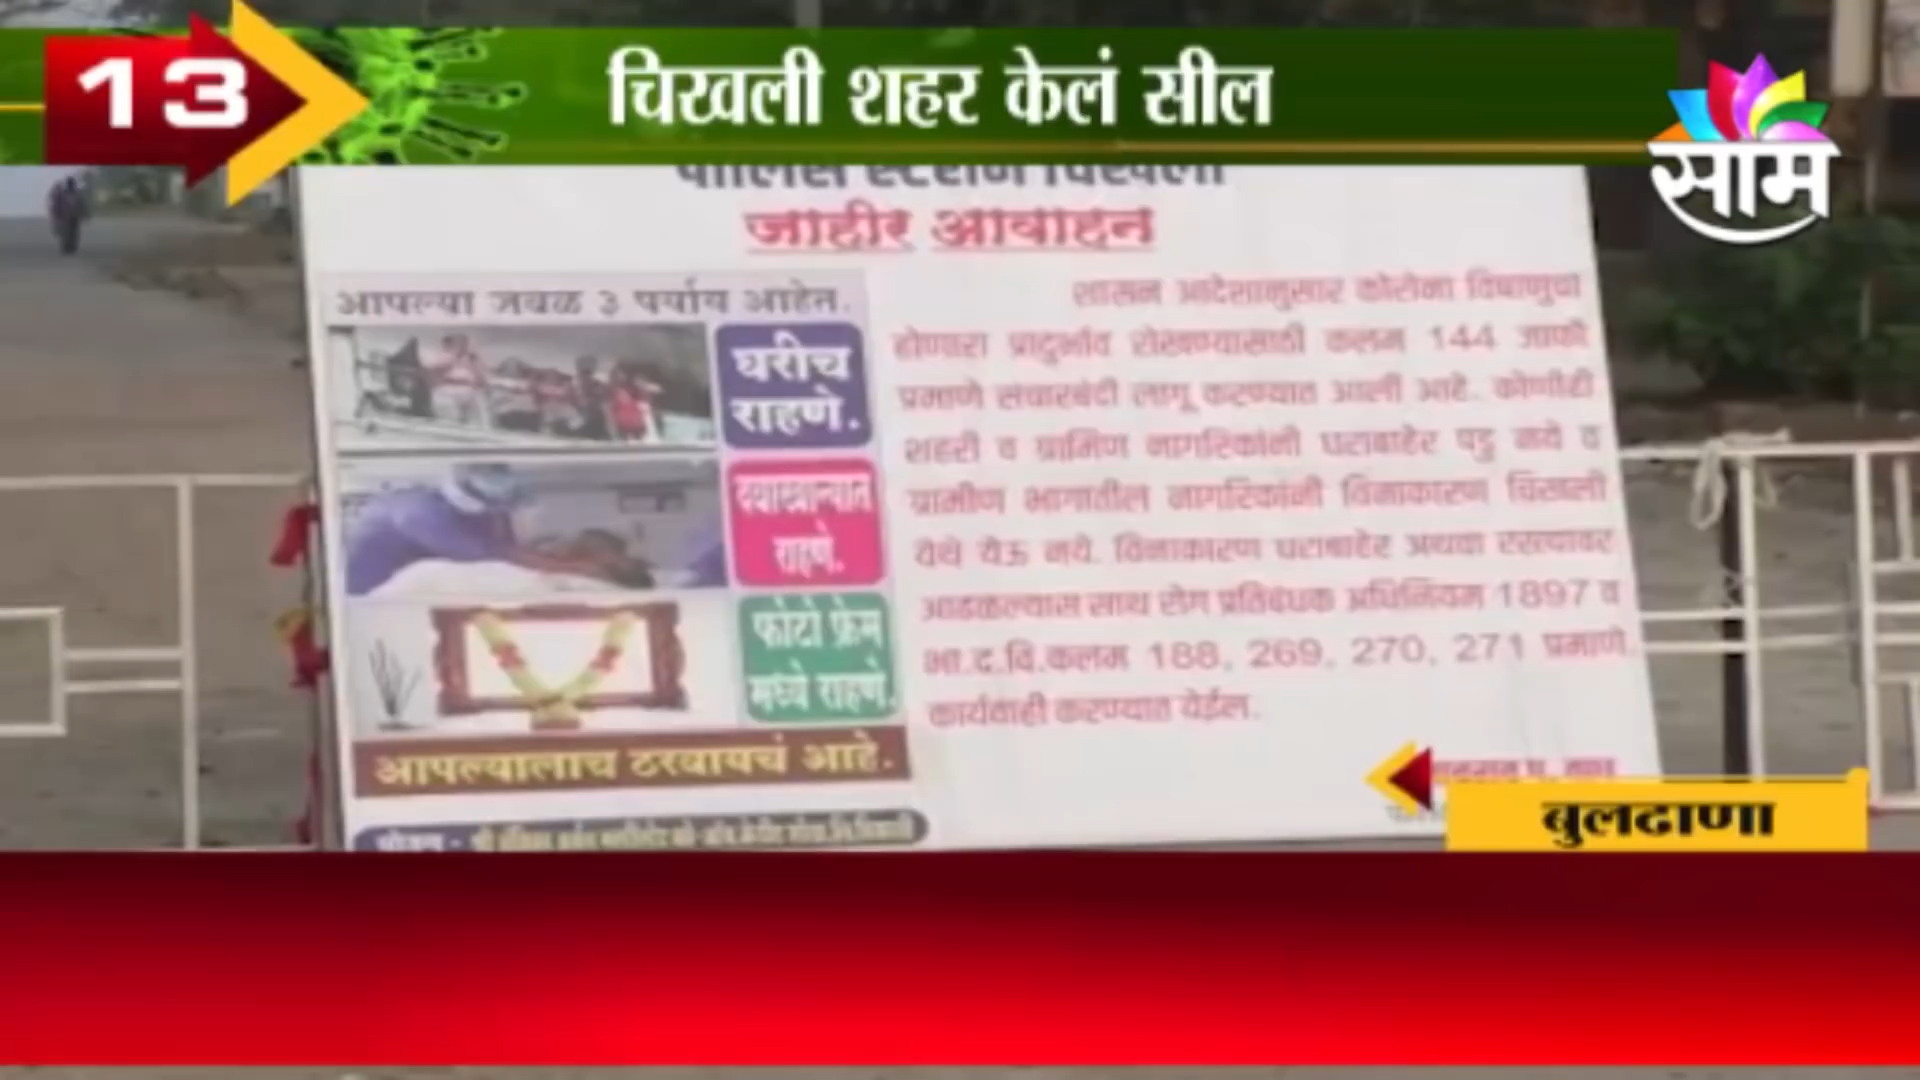 13
चिखली शहर केलं सील
साम
पोलिस स्टेशन चिखली
जाहीर आवाहन
आपल्या जवळ ३ पर्याय आहेत.
घरीच
राहणे.
दवाखान्यात
राहणे.
फोटो फ्रेम
मध्ये राहणे.
आपल्यालाच ठरवायचं आहे.
शासन आदेशानुसार कोरोना विषाणुचा
होणारा प्रादुर्भाव रोखण्यासाठी कलम 144 जाफौ
प्रमाणे संचारबंदी लागू करण्यात आली आहे. कोणीही
शहरी व ग्रामिण नागरिकांनी घराबाहेर पडु नये व
ग्रामीण भागातील नागरिकांनी विनाकारण चिखली
येथे येऊ नये. विनाकारण घराबाहेर अथवा रस्त्यावर
आढळल्यास साथ रोग प्रतिबंधक अधिनियम 1897 व
भा.द.वि.कलम 188, 269, 270, 271 प्रमाणे
कार्यवाही करण्यात येईल.
बुलढाणा